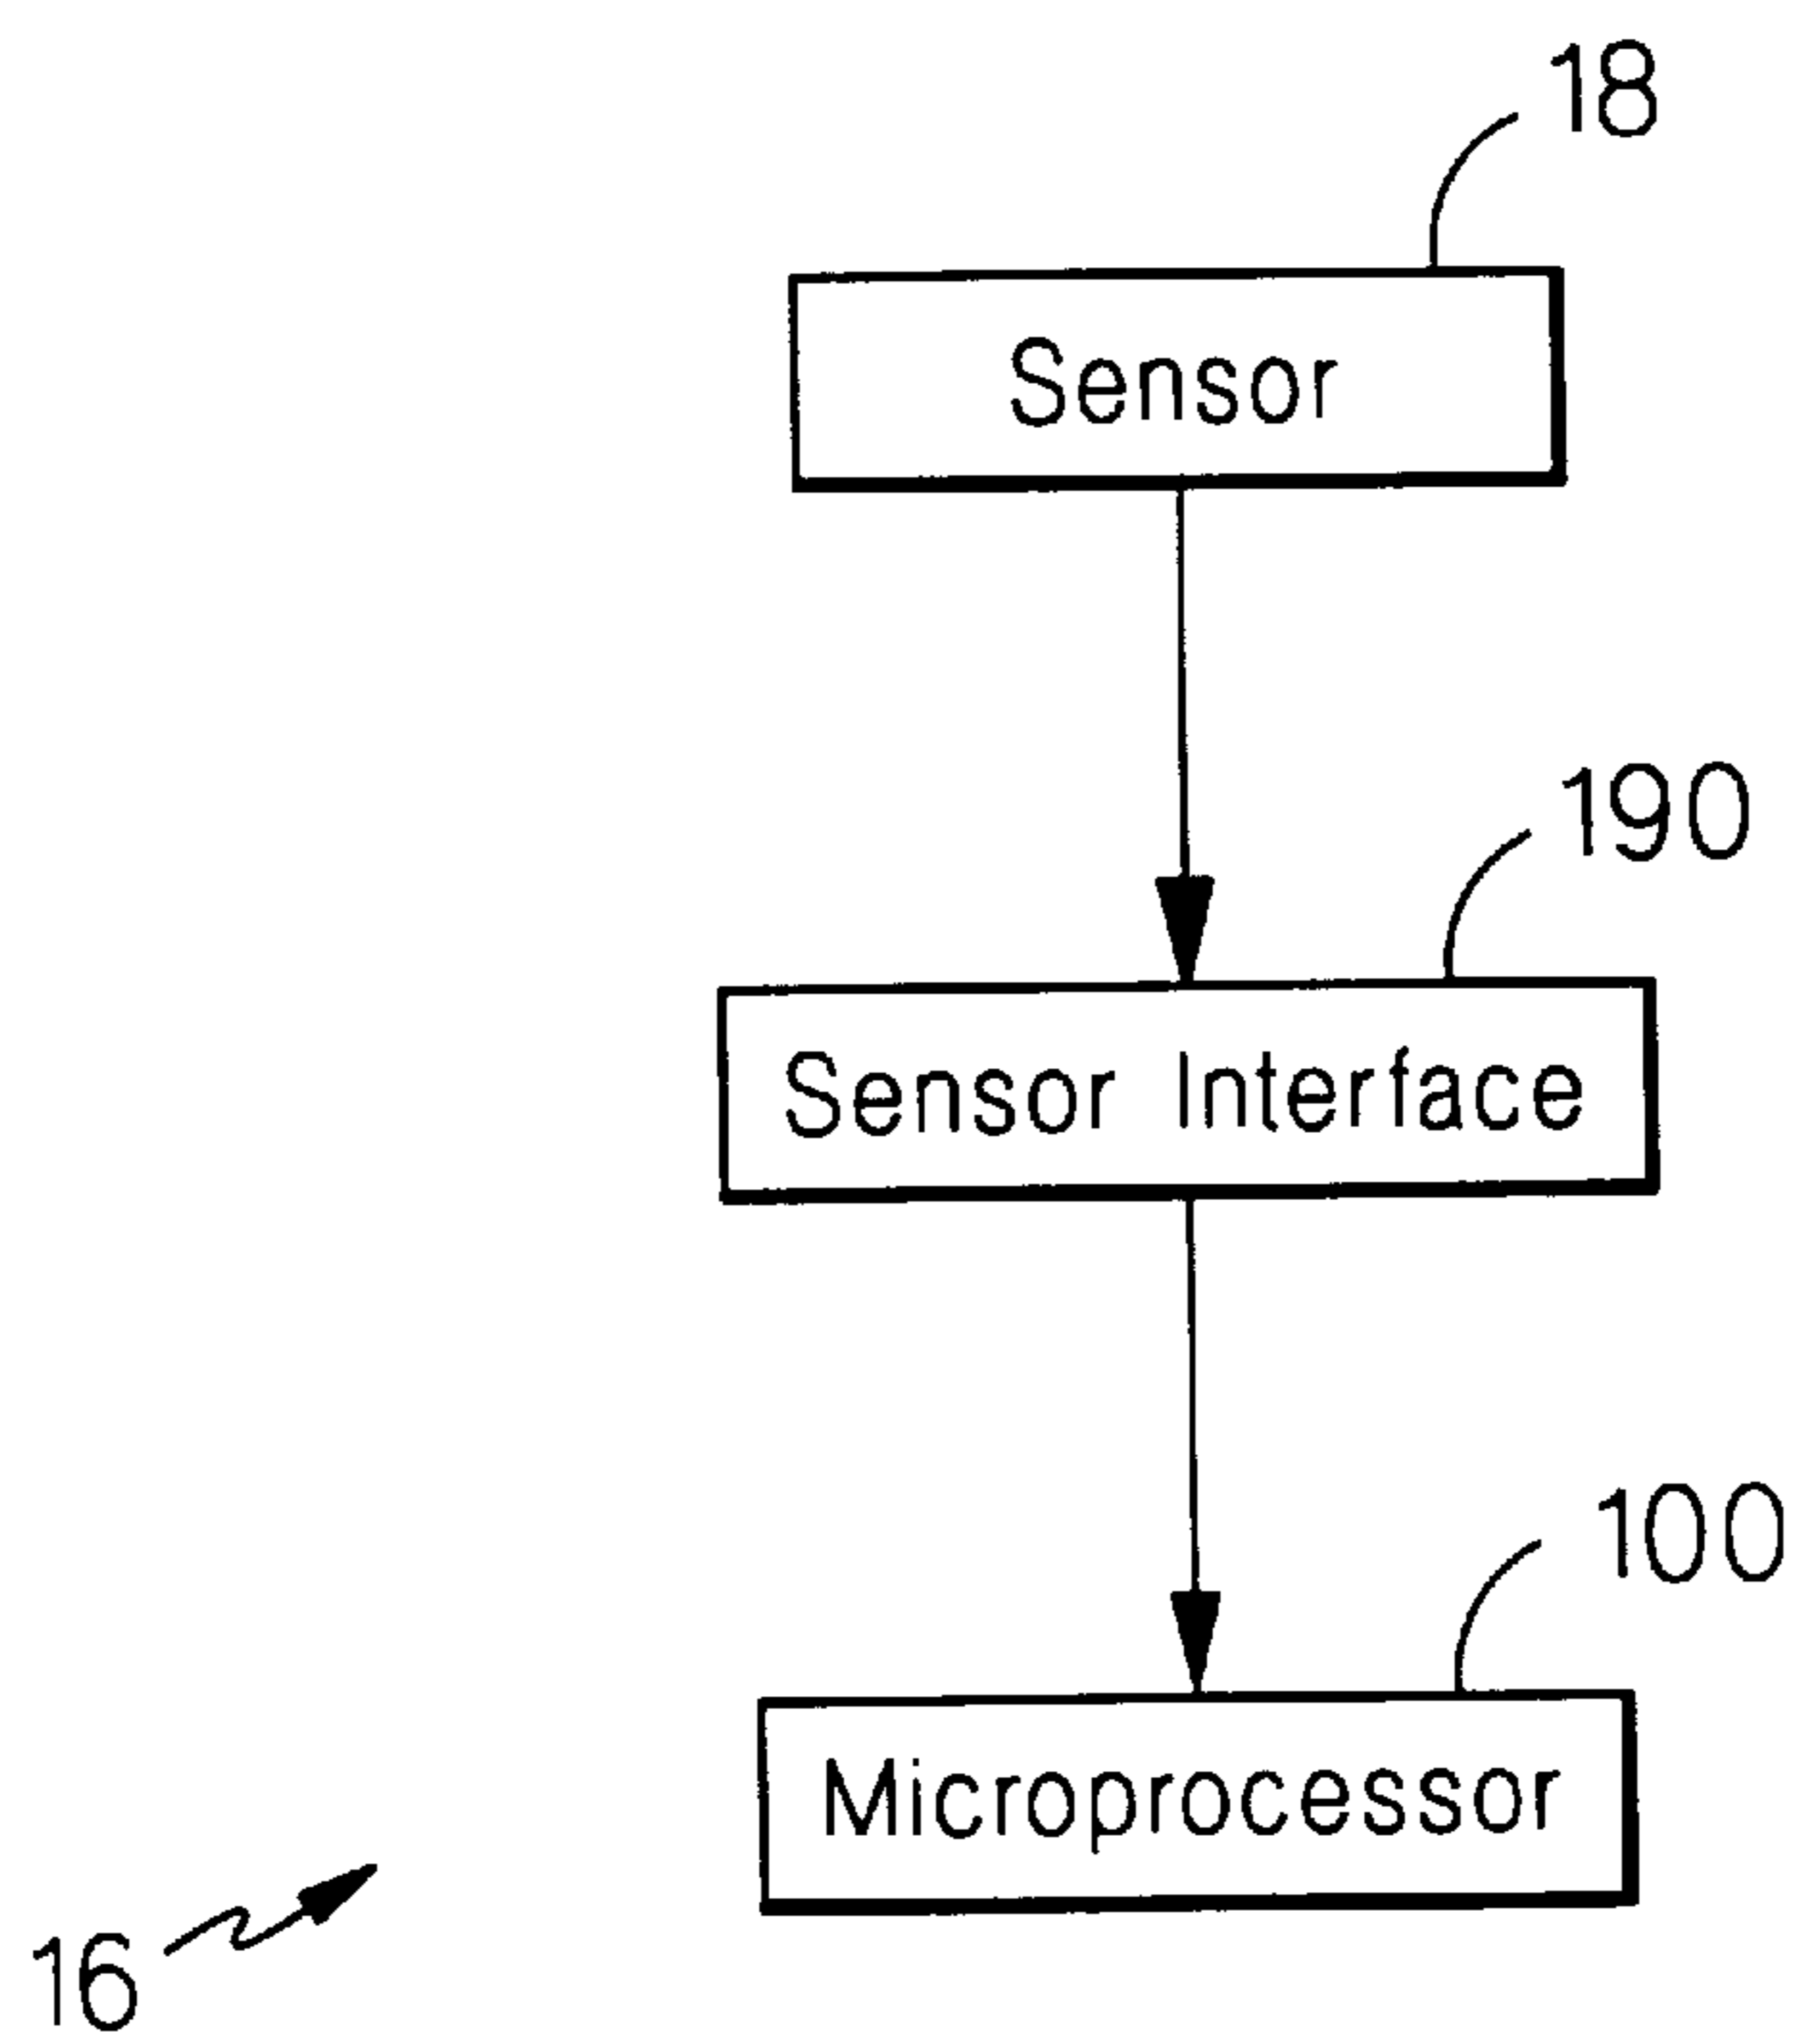 18
Sensor
190
Sensor Interface
100
Microprocessor
16